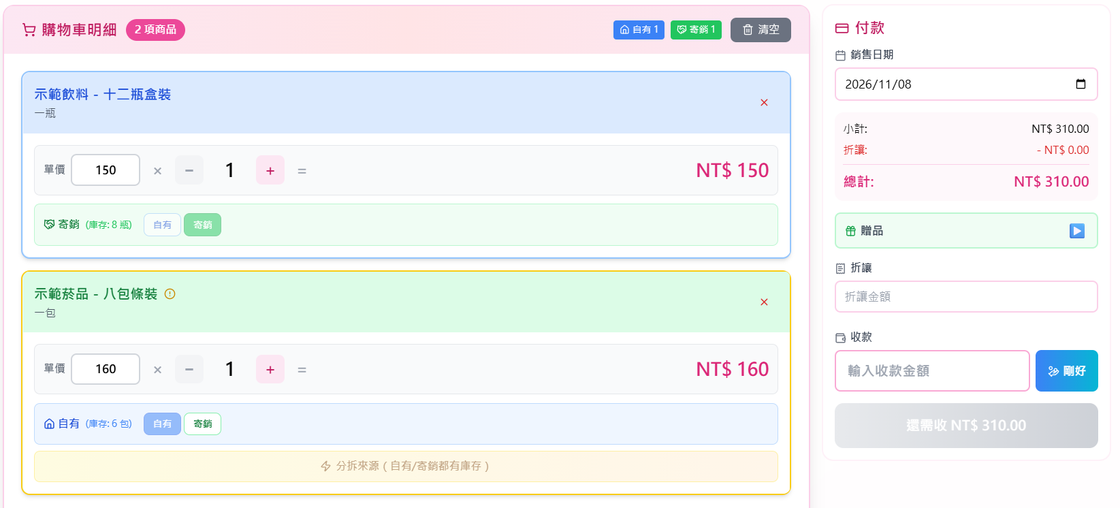 購物車明細 2 項商品 自有 1 寄銷 1 清空
示範飲料 - 十二瓶盒裝
一瓶
×
單價 150 × − 1 + = NT$ 150
寄銷 (庫存: 8 瓶) 自有 寄銷
示範菸品 - 八包條裝
一包
×
單價 160 × − 1 + = NT$ 160
自有 (庫存: 6 包) 自有 寄銷
分拆來源 ( 自有/寄銷都有庫存 )
付款
銷售日期
2026/11/08
小計: NT$ 310.00
折讓: - NT$ 0.00
總計: NT$ 310.00
贈品
折讓
折讓金額
收款
輸入收款金額 剛好
還需收 NT$ 310.00